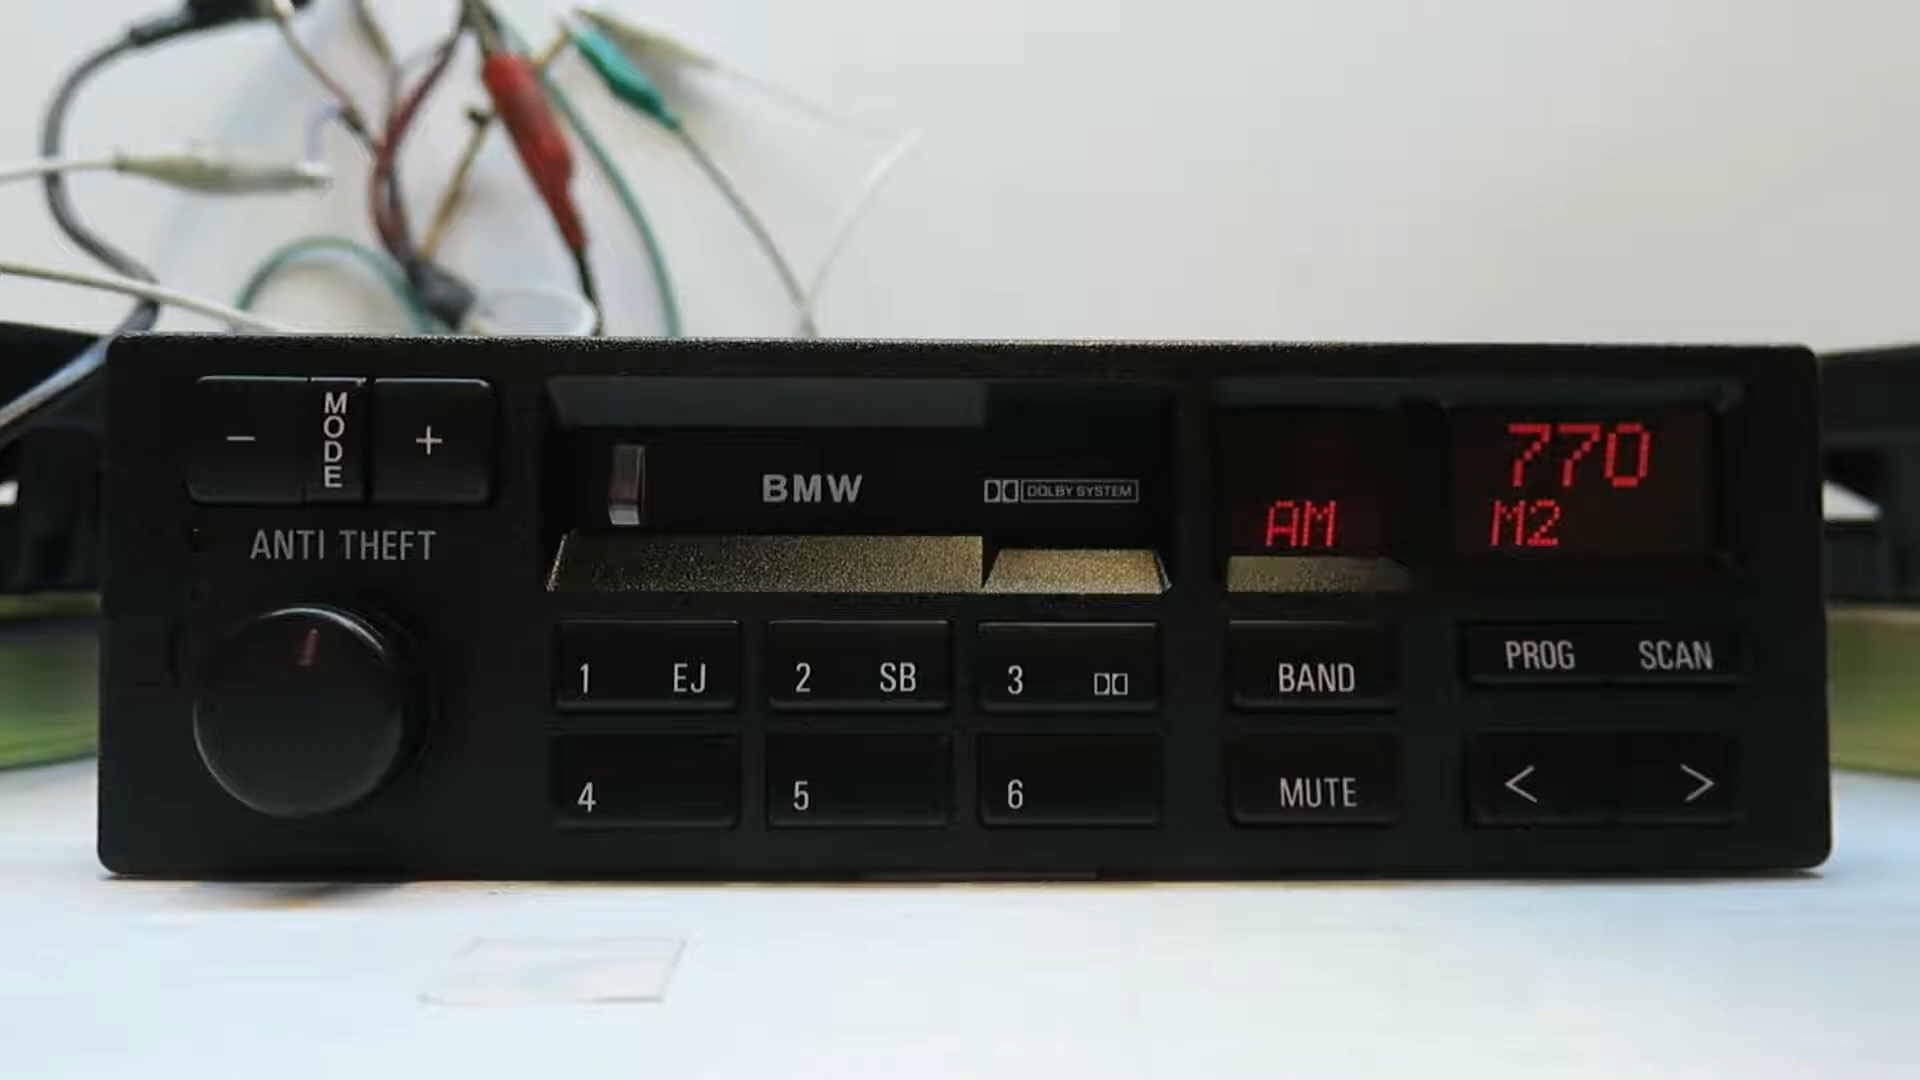 − MODE +
ANTI THEFT
BMW
DOLBY SYSTEM
AM
770
M2
1 EJ
2 SB
3
BAND
PROG SCAN
4
5
6
MUTE
< >